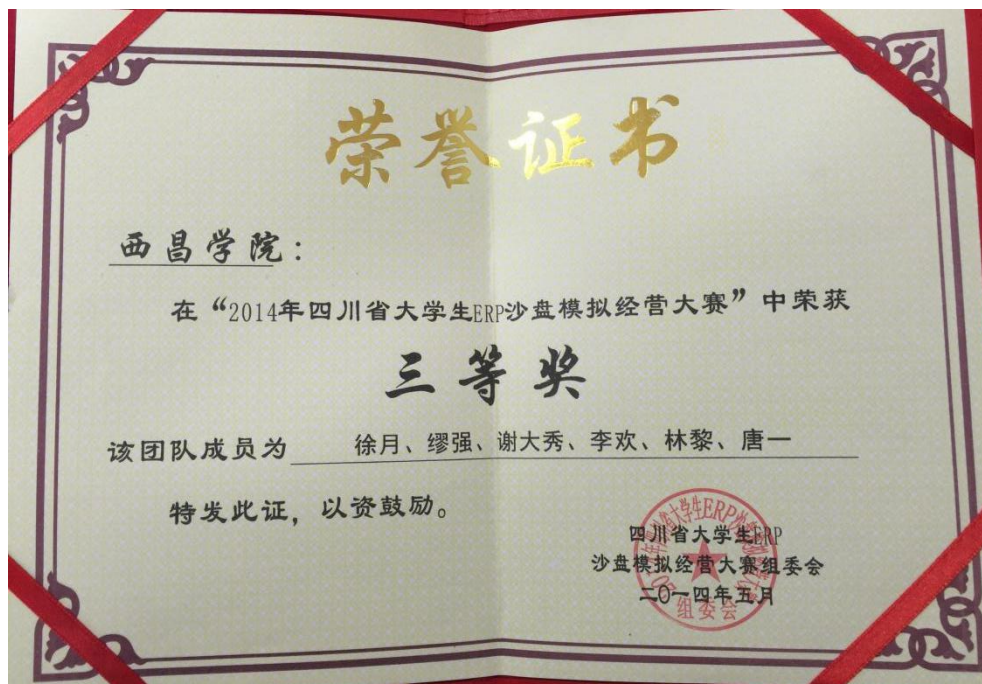 荣誉证书
西昌学院：
在“2014年四川省大学生ERP沙盘模拟经营大赛”中荣获
三等奖
该团队成员为 徐月、缪强、谢大秀、李欢、林黎、唐一
特发此证，以资鼓励。
四川省大学生ERP
沙盘模拟经营大赛组委会
二0一四年五月
组委会